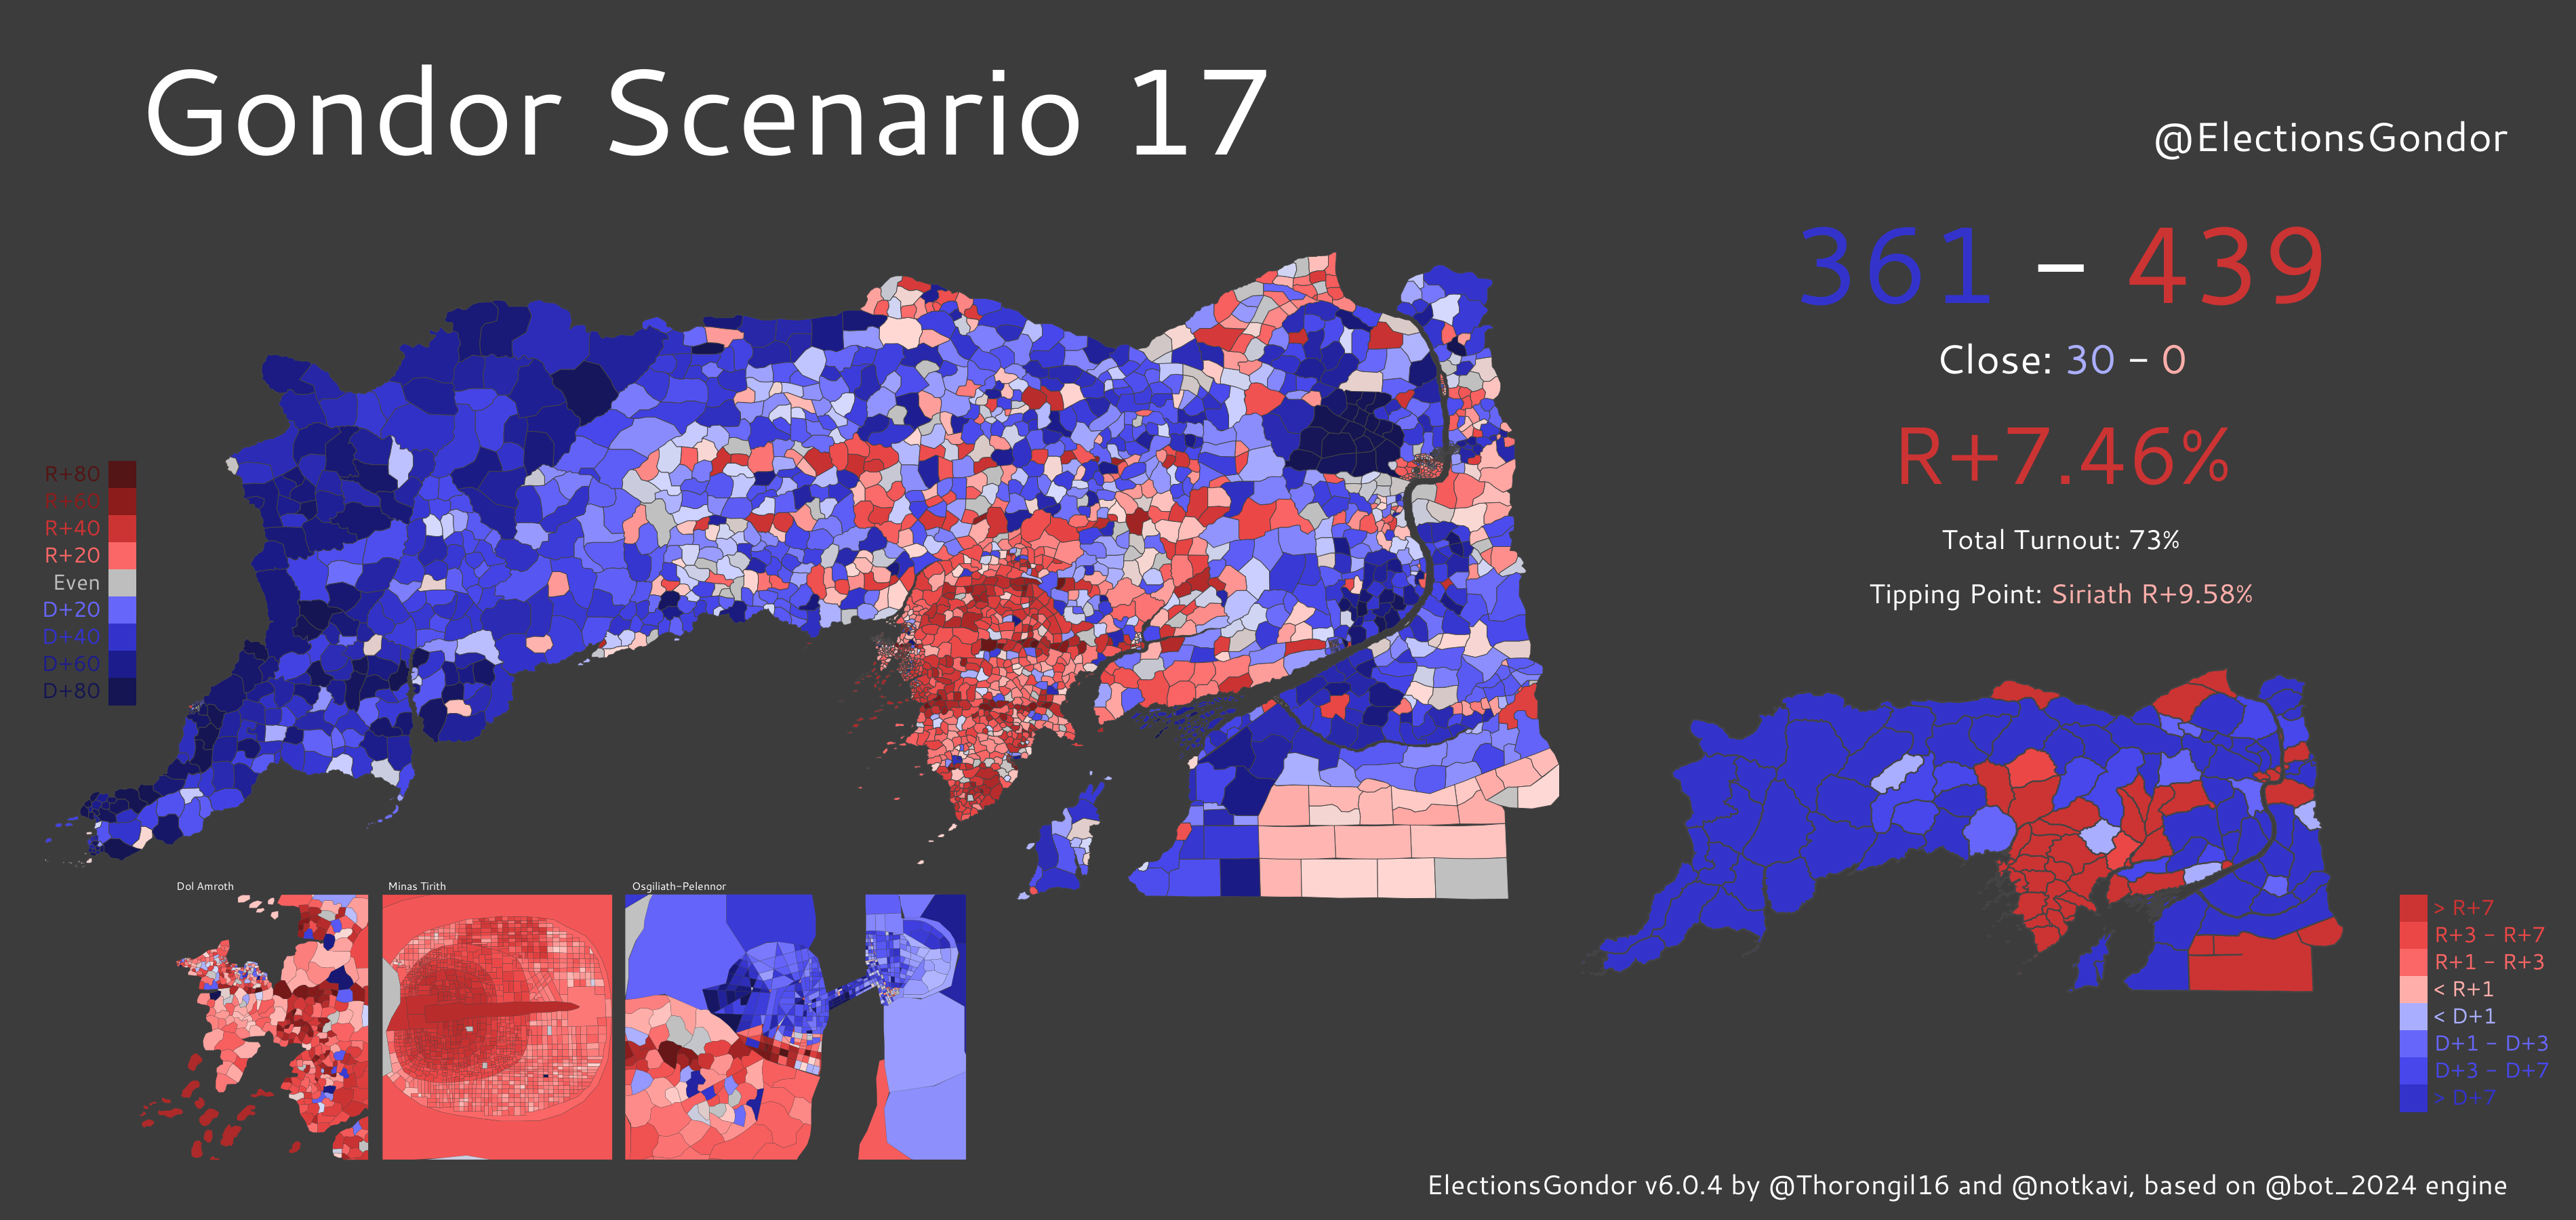 Gondor Scenario 17
@ElectionsGondor
361 – 439
Close: 30 – 0
R+7.46%
Total Turnout: 73%
Tipping Point: Siriath R+9.58%
R+80
R+60
R+40
R+20
Even
D+20
D+40
D+60
D+80
Dol Amroth
Minas Tirith
Osgiliath-Pelennor
> R+7
R+3 – R+7
R+1 – R+3
< R+1
< D+1
D+1 – D+3
D+3 – D+7
> D+7
ElectionsGondor v6.0.4 by @Thorongil16 and @notkavi, based on @bot_2024 engine